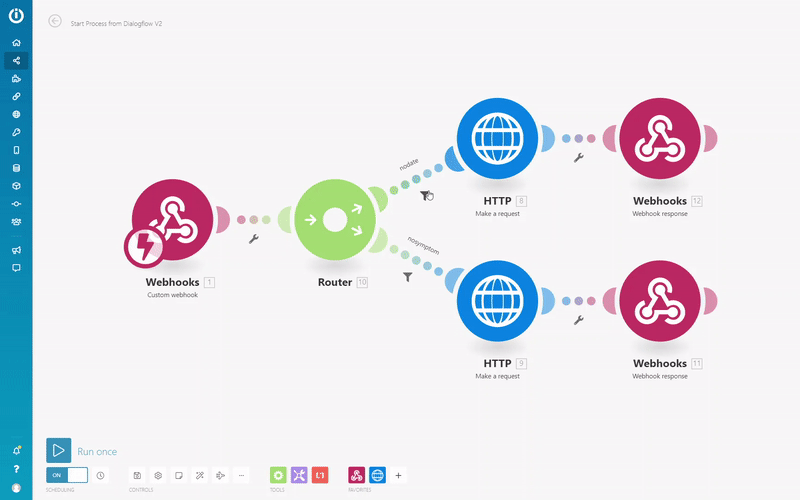 Start Process from Dialogflow V2
nodate
HTTP 8
Make a request
Webhooks 12
Webhook response
Webhooks 1
Custom webhook
Router 10
nosymptom
HTTP 9
Make a request
Webhooks 11
Webhook response
Run once
ON
SCHEDULING
CONTROLS
TOOLS
FAVORITES